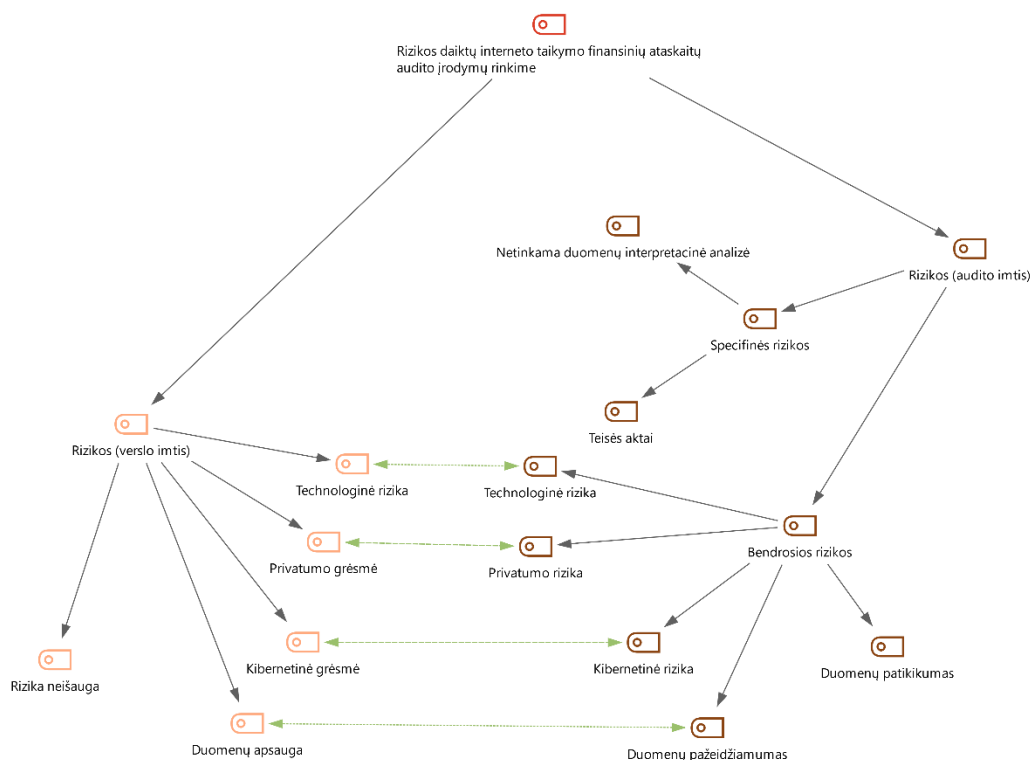 Rizikos daiktų interneto taikymo finansinių ataskaitų
audito įrodymų rinkime
Netinkama duomenų interpretacinė analizė
Rizikos (audito imtis)
Specifinės rizikos
Teisės aktai
Rizikos (verslo imtis)
Technologinė rizika
Technologinė rizika
Bendrosios rizikos
Privatumo grėsmė
Privatumo rizika
Kibernetinė grėsmė
Kibernetinė rizika
Duomenų patikikumas
Rizika neišauga
Duomenų apsauga
Duomenų pažeidžiamumas